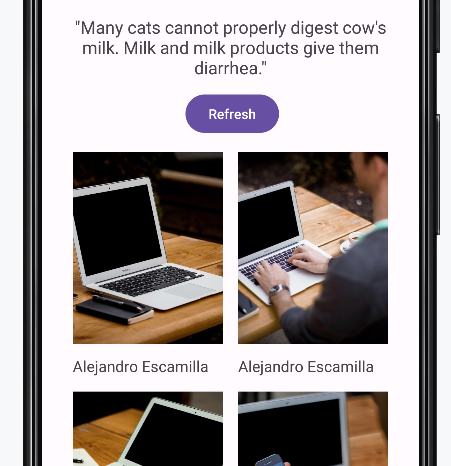 "Many cats cannot properly digest cow's
milk. Milk and milk products give them
diarrhea."
Refresh
Alejandro Escamilla
Alejandro Escamilla